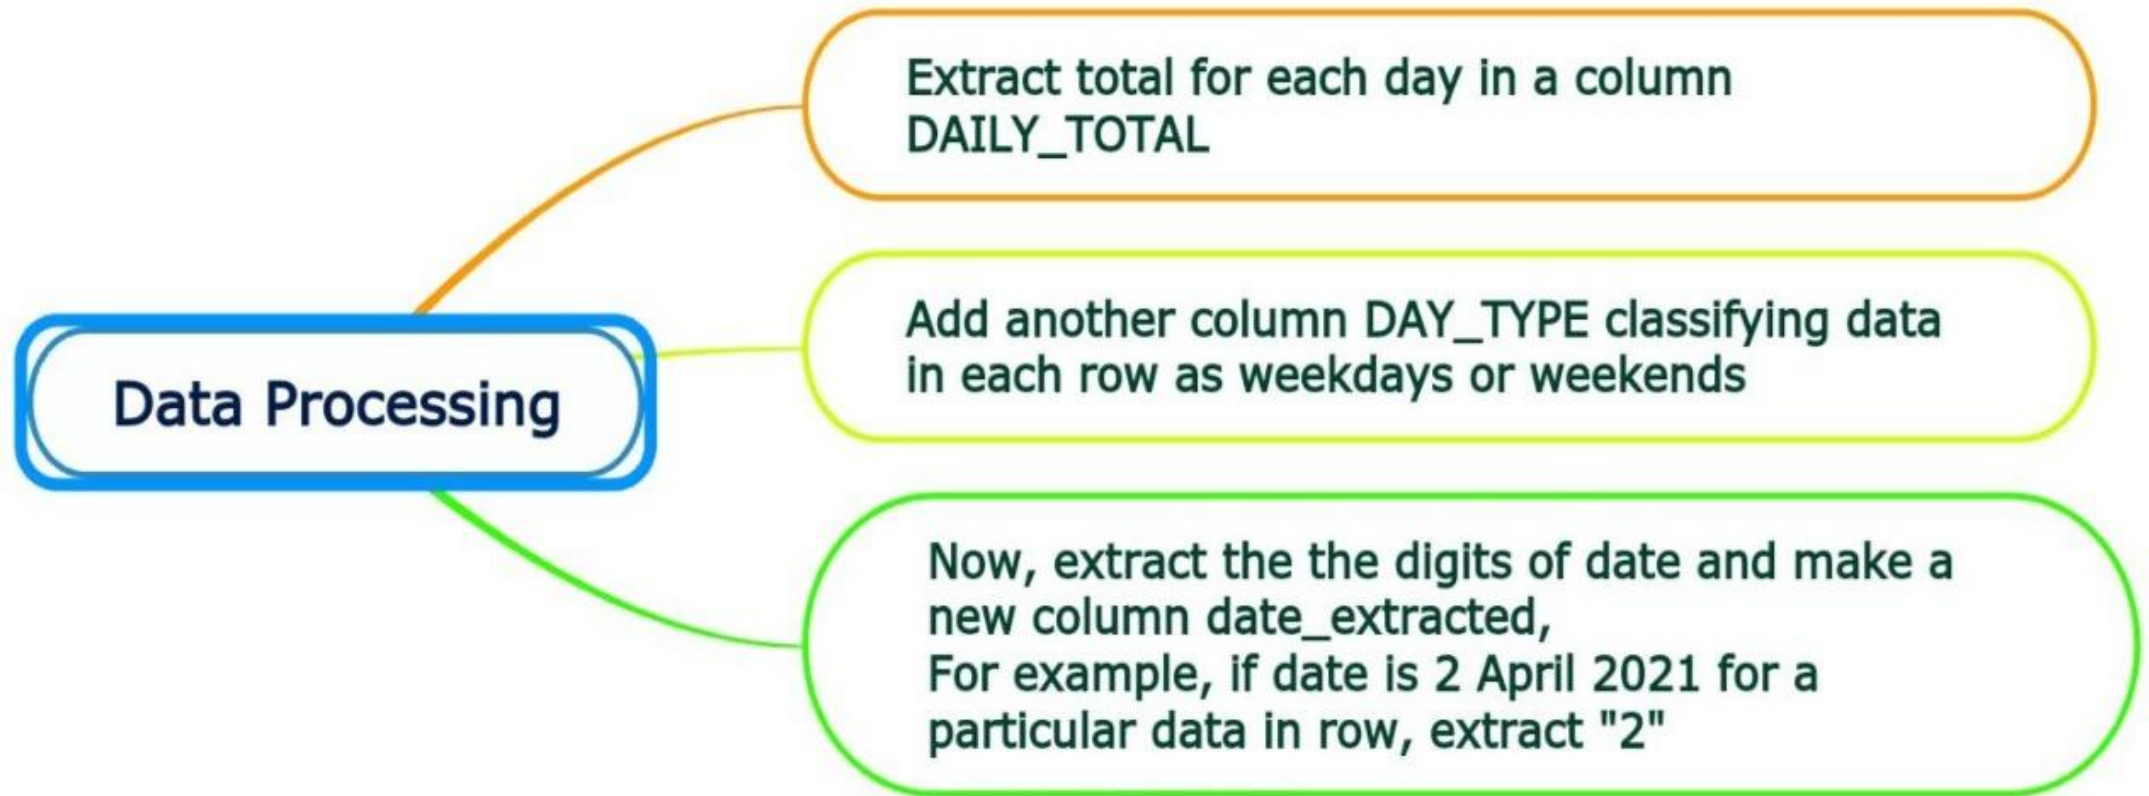 Extract total for each day in a column
DAILY_TOTAL
Add another column DAY_TYPE classifying data
in each row as weekdays or weekends
Data Processing
Now, extract the the digits of date and make a
new column date_extracted,
For example, if date is 2 April 2021 for a
particular data in row, extract "2"